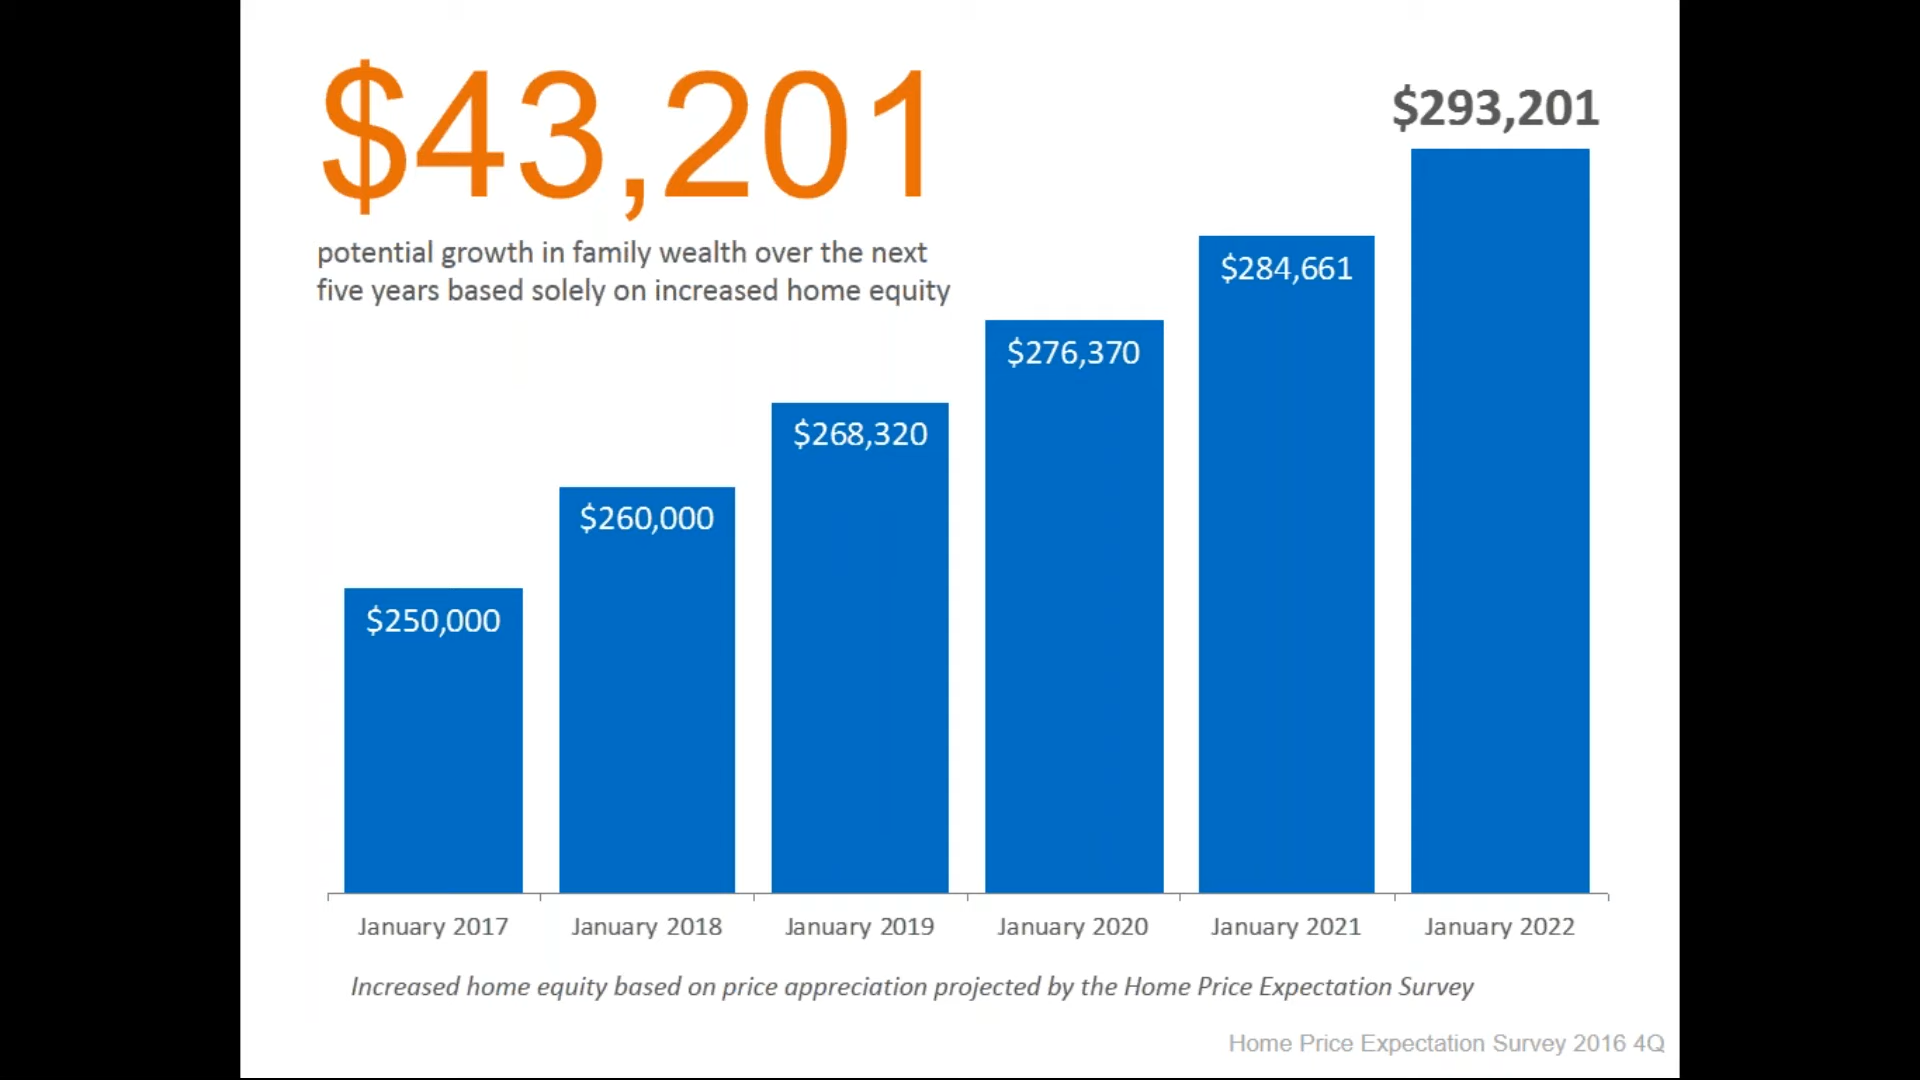 $43,201
potential growth in family wealth over the next
five years based solely on increased home equity
$293,201
$284,661
$276,370
$268,320
$260,000
$250,000
January 2017 January 2018 January 2019 January 2020 January 2021 January 2022
Increased home equity based on price appreciation projected by the Home Price Expectation Survey
Home Price Expectation Survey 2016 4Q